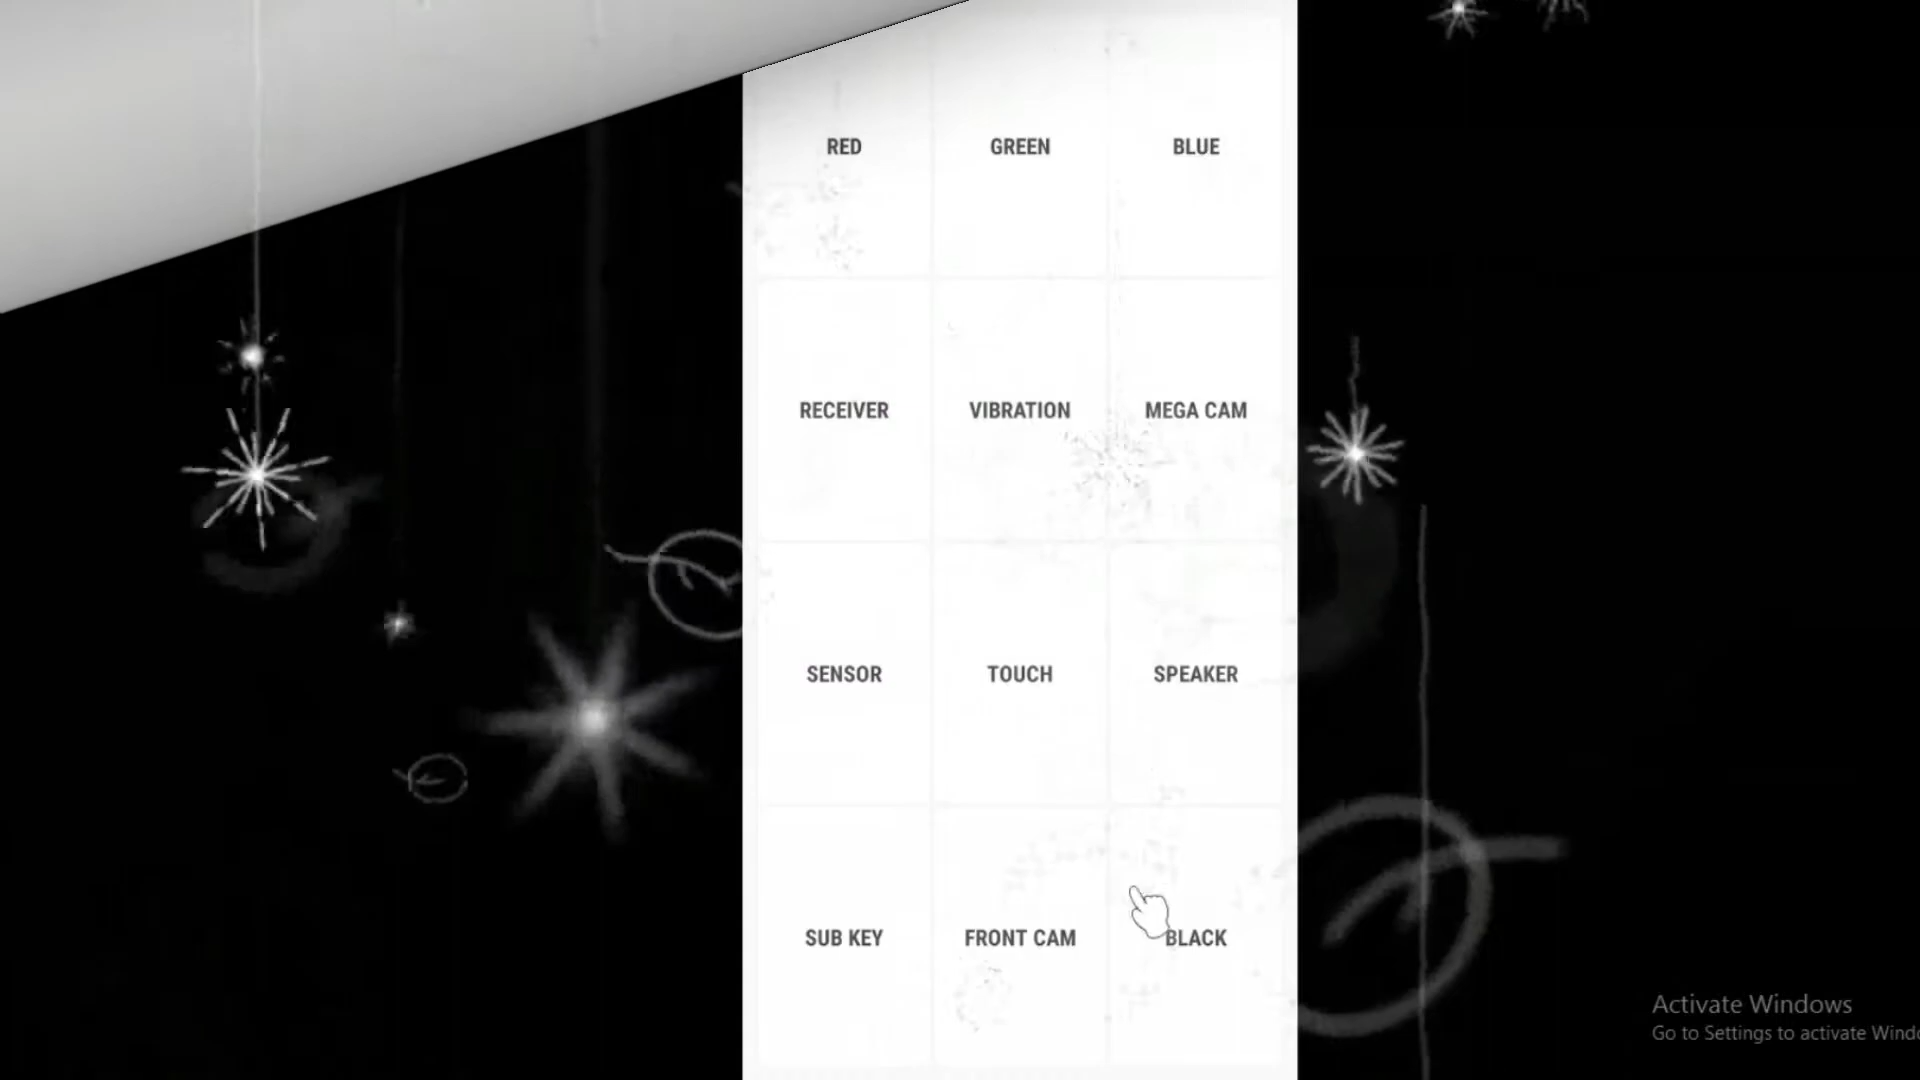 RED GREEN BLUE
RECEIVER VIBRATION MEGA CAM
SENSOR TOUCH SPEAKER
SUB KEY FRONT CAM BLACK
Activate Windows
Go to Settings to activate Windo